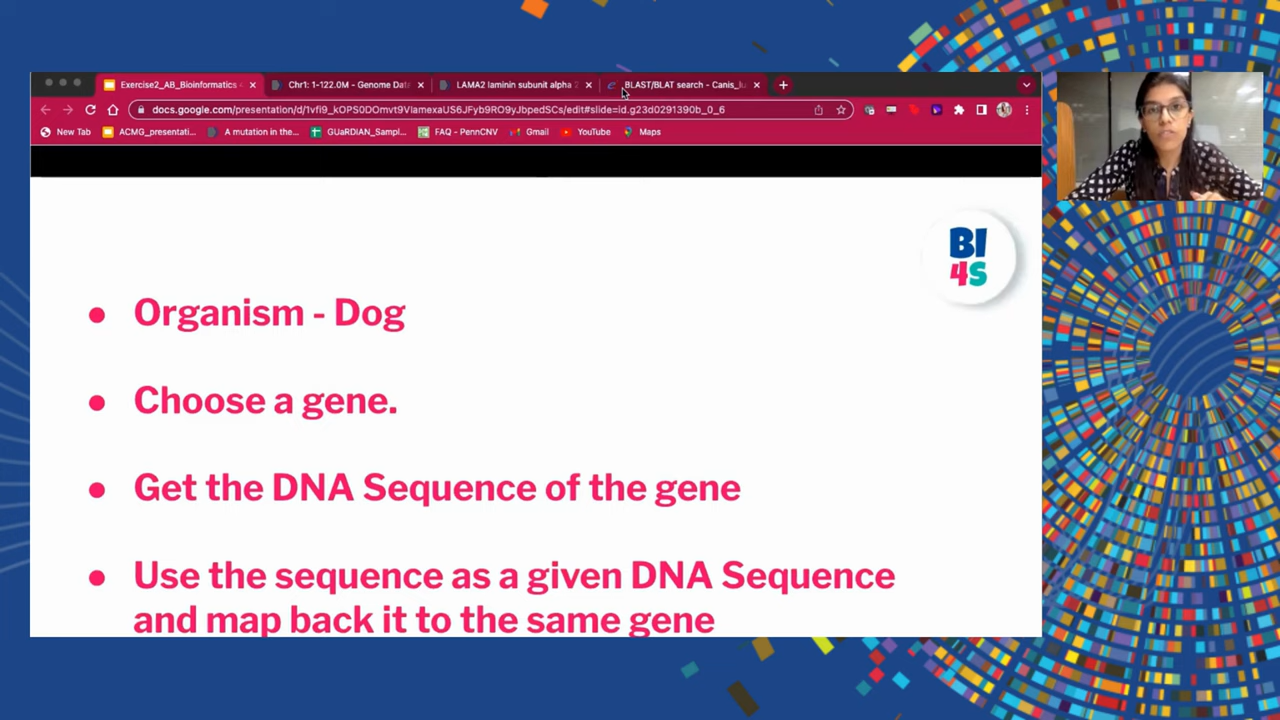 Exercise2_AB_Bioinformatics
Chr1: 1-122.0M - Genome Dat
LAMA2 laminin subunit alpha 2
BLAST/BLAT search - Canis_lu
docs.google.com/presentation/d/1vfi9_kOPS0DOmvt9VlamexaUS6JFyb9RO9yJbpedSCs/edit#slide=id.g23d0291390b_0_6
New Tab
ACMG_presentati...
A mutation in the...
GUaRDIAN_Sampl...
FAQ - PennCNV
Gmail
YouTube
Maps
BI
4S
● Organism - Dog
● Choose a gene.
● Get the DNA Sequence of the gene
● Use the sequence as a given DNA Sequence
and map back it to the same gene